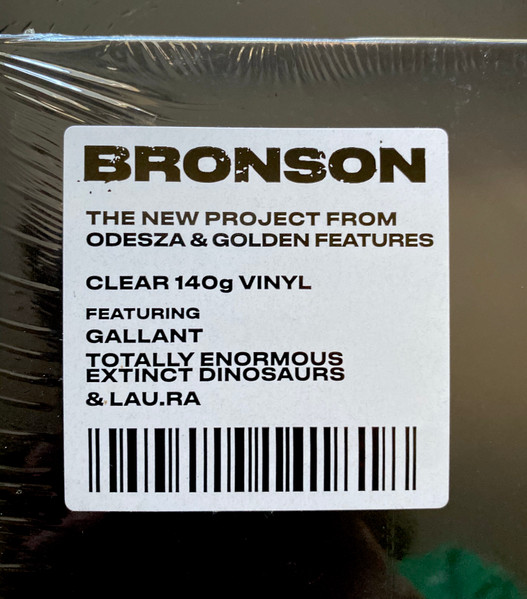 BRONSON
THE NEW PROJECT FROM
ODESZA & GOLDEN FEATURES
CLEAR 140g VINYL
FEATURING
GALLANT
TOTALLY ENORMOUS
EXTINCT DINOSAURS
& LAU.RA